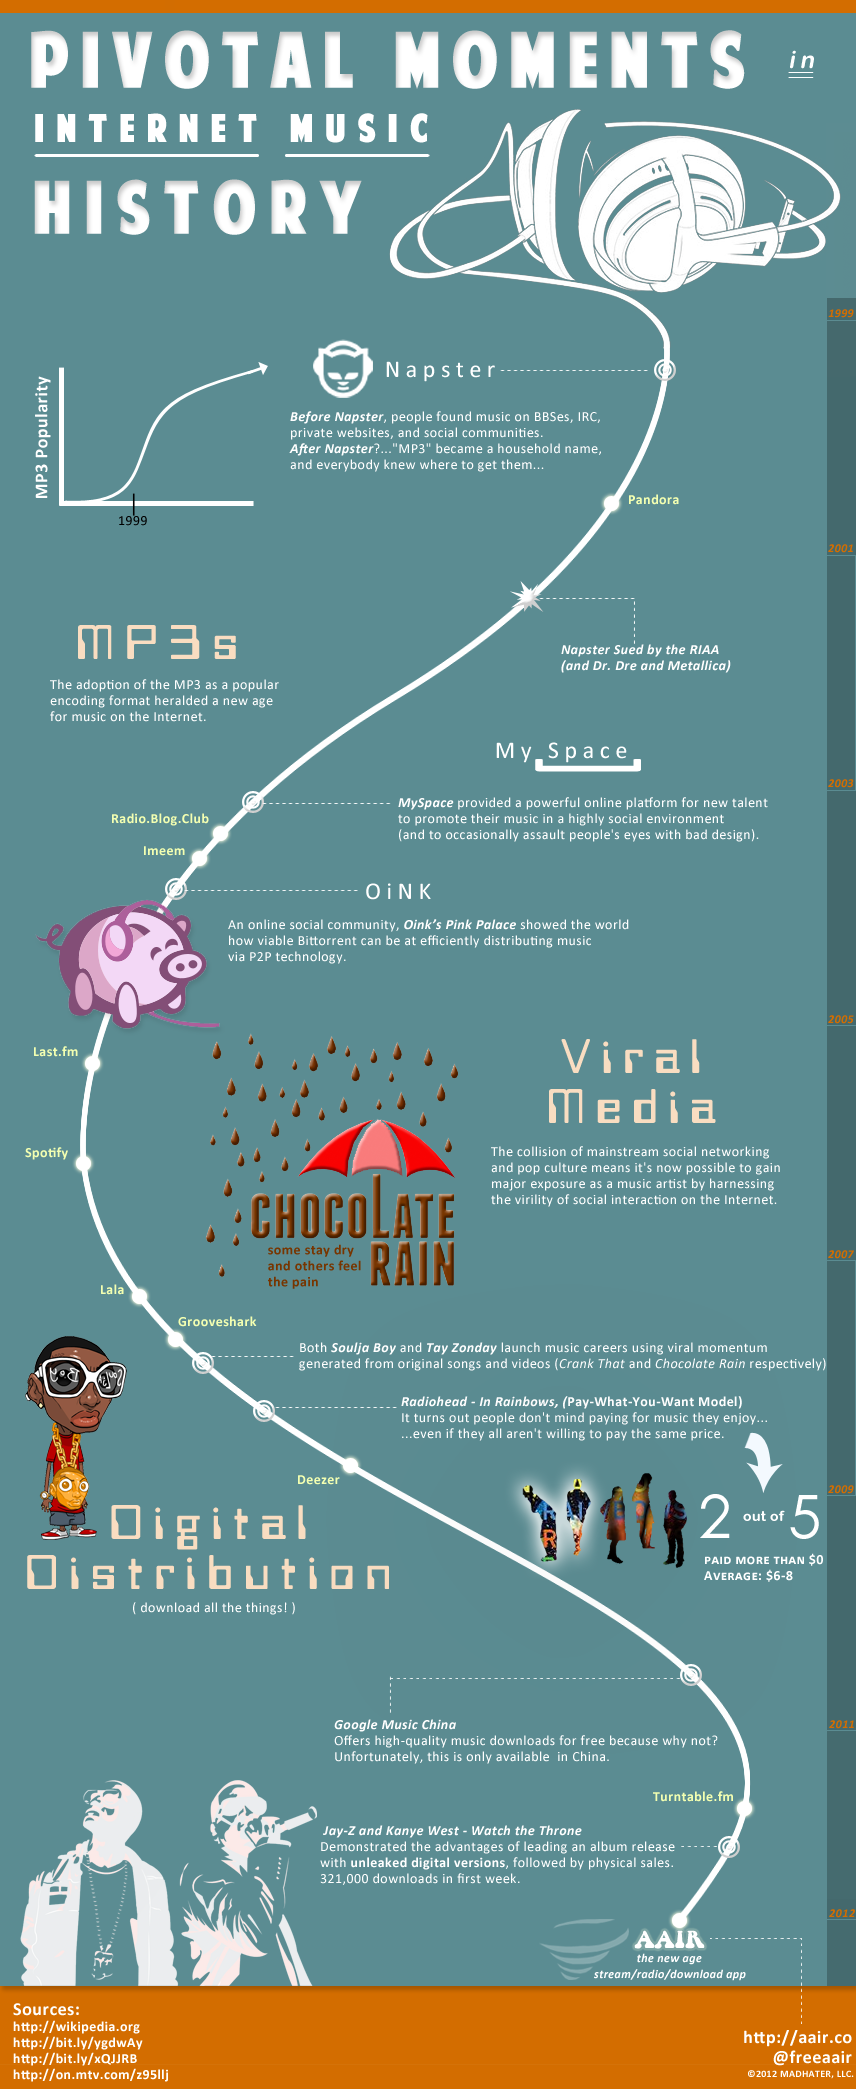 PIVOTAL MOMENTS
in
INTERNET MUSIC
HISTORY
1999
Napster
MP3 Popularity
Before Napster, people found music on BBSes, IRC,
private websites, and social communities.
After Napster?..."MP3" became a household name,
and everybody knew where to get them...
1999
Pandora
2001
MP3s
Napster Sued by the RIAA
(and Dr. Dre and Metallica)
The adoption of the MP3 as a popular
encoding format heralded a new age
for music on the Internet.
My Space
2003
MySpace provided a powerful online platform for new talent
to promote their music in a highly social environment
(and to occasionally assault people's eyes with bad design).
Radio.Blog.Club
Imeem
OiNK
An online social community, Oink's Pink Palace showed the world
how viable Bittorrent can be at efficiently distributing music
via P2P technology.
2005
Last.fm
Viral
Media
Spotify
The collision of mainstream social networking
and pop culture means it's now possible to gain
major exposure as a music artist by harnessing
the virility of social interaction on the Internet.
CHOCOLATE
RAIN
some stay dry
and others feel
the pain
2007
Lala
Grooveshark
Both Soulja Boy and Tay Zonday launch music careers using viral momentum
generated from original songs and videos (Crank That and Chocolate Rain respectively)
Radiohead - In Rainbows, (Pay-What-You-Want Model)
It turns out people don't mind paying for music they enjoy...
...even if they all aren't willing to pay the same price.
Deezer
2009
2 out of 5
PAID MORE THAN $0
AVERAGE: $6-8
Digital
Distribution
( download all the things! )
Google Music China
Offers high-quality music downloads for free because why not?
Unfortunately, this is only available in China.
2011
Turntable.fm
Jay-Z and Kanye West - Watch the Throne
Demonstrated the advantages of leading an album release
with unleaked digital versions, followed by physical sales.
321,000 downloads in first week.
2012
AAIR
the new age
stream/radio/download app
Sources:
http://wikipedia.org
http://bit.ly/ygdwAy
http://bit.ly/xQJJRB
http://on.mtv.com/z95llj
http://aair.co
@freeaair
©2012 MADHATER, LLC.